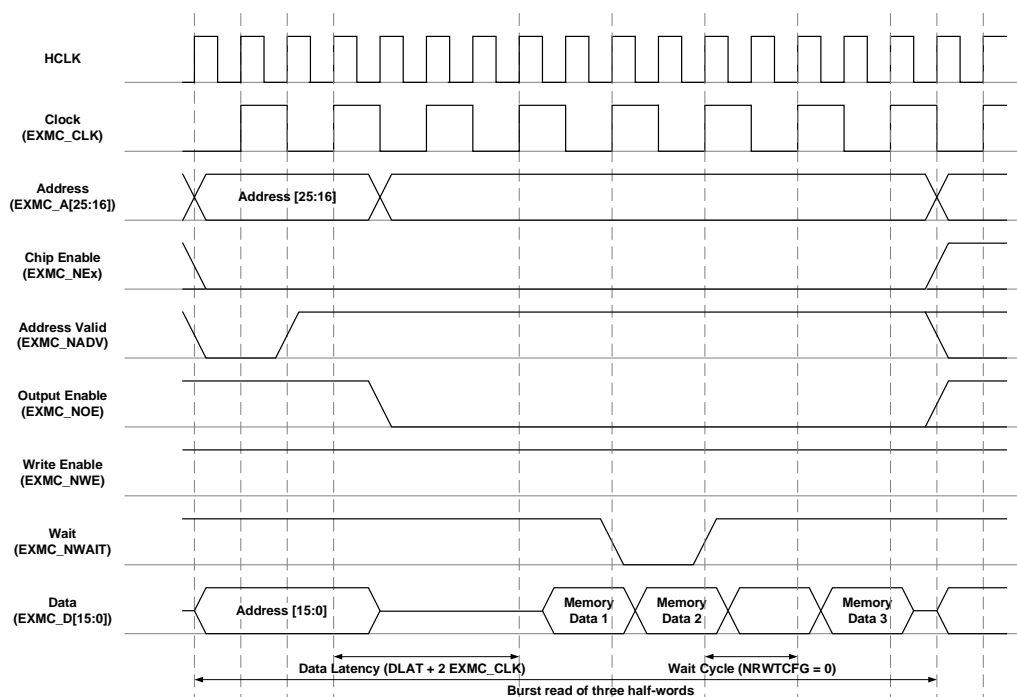 HCLK
Clock
(EXMC_CLK)
Address
(EXMC_A[25:16])
Address [25:16]
Chip Enable
(EXMC_NEx)
Address Valid
(EXMC_NADV)
Output Enable
(EXMC_NOE)
Write Enable
(EXMC_NWE)
Wait
(EXMC_NWAIT)
Data
(EXMC_D[15:0])
Address [15:0]
Memory
Data 1
Memory
Data 2
Memory
Data 3
Data Latency (DLAT + 2 EXMC_CLK)
Wait Cycle (NRWTCFG = 0)
Burst read of three half-words